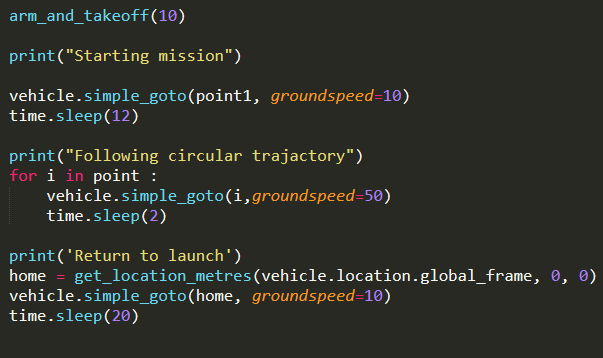 arm_and_takeoff(10)
print("Starting mission")
vehicle.simple_goto(point1, groundspeed=10)
time.sleep(12)
print("Following circular trajactory")
for i in point :
    vehicle.simple_goto(i,groundspeed=50)
    time.sleep(2)
print('Return to launch')
home = get_location_metres(vehicle.location.global_frame, 0, 0)
vehicle.simple_goto(home, groundspeed=10)
time.sleep(20)